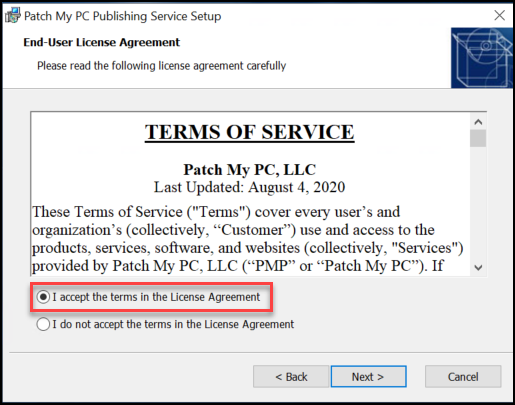 Patch My PC Publishing Service Setup
End-User License Agreement
Please read the following license agreement carefully
TERMS OF SERVICE
Patch My PC, LLC
Last Updated: August 4, 2020
These Terms of Service ("Terms") cover every user’s and
organization’s (collectively, “Customer”) use and access to the
products, services, software, and websites (collectively, "Services")
provided by Patch My PC, LLC (“PMP” or “Patch My PC”). If
I accept the terms in the License Agreement
I do not accept the terms in the License Agreement
< Back Next > Cancel